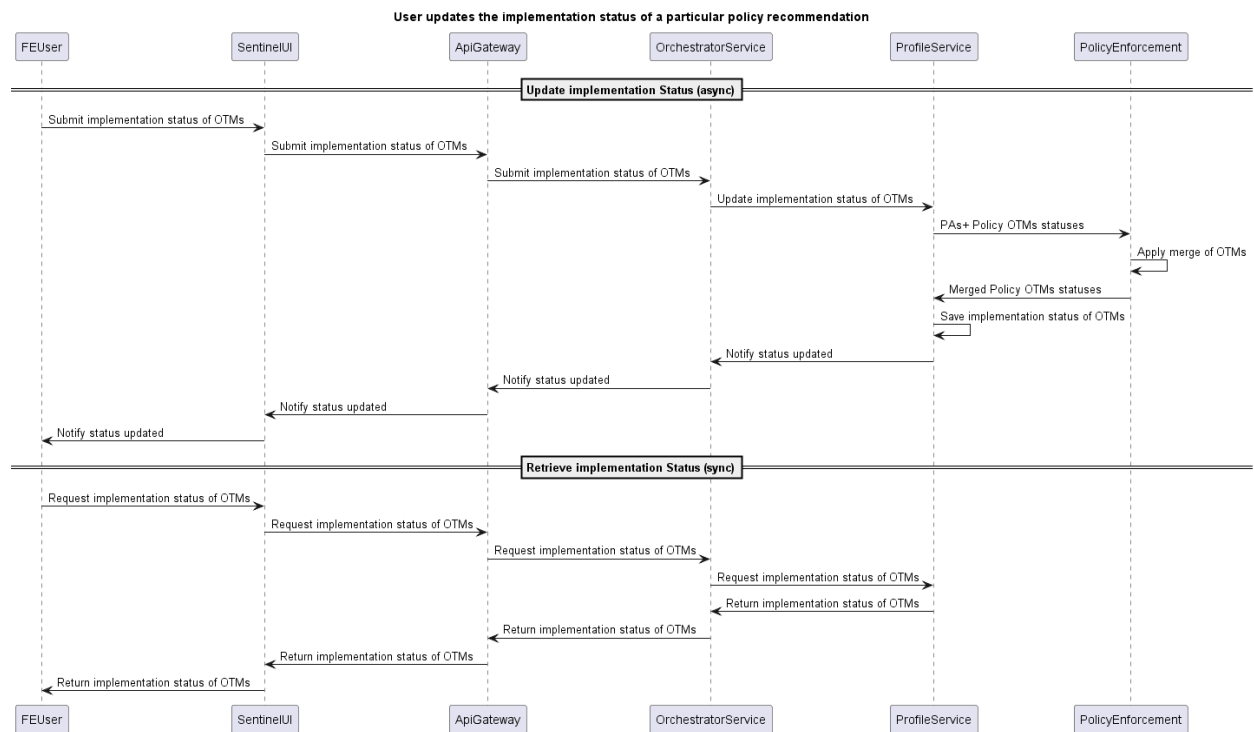 User updates the implementation status of a particular policy recommendation
FEUser SentinelUI ApiGateway OrchestratorService ProfileService PolicyEnforcement
Update implementation Status (async)
Submit implementation status of OTMs
Submit implementation status of OTMs
Submit implementation status of OTMs
Update implementation status of OTMs
PAs+ Policy OTMs statuses
Apply merge of OTMs
Merged Policy OTMs statuses
Save implementation status of OTMs
Notify status updated
Notify status updated
Notify status updated
Notify status updated
Retrieve implementation Status (sync)
Request implementation status of OTMs
Request implementation status of OTMs
Request implementation status of OTMs
Request implementation status of OTMs
Return implementation status of OTMs
Return implementation status of OTMs
Return implementation status of OTMs
Return implementation status of OTMs
FEUser SentinelUI ApiGateway OrchestratorService ProfileService PolicyEnforcement